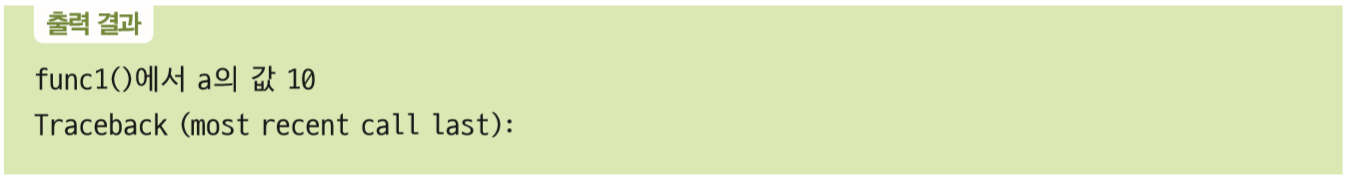 출력 결과
func1()에서 a의 값 10
Traceback (most recent call last):